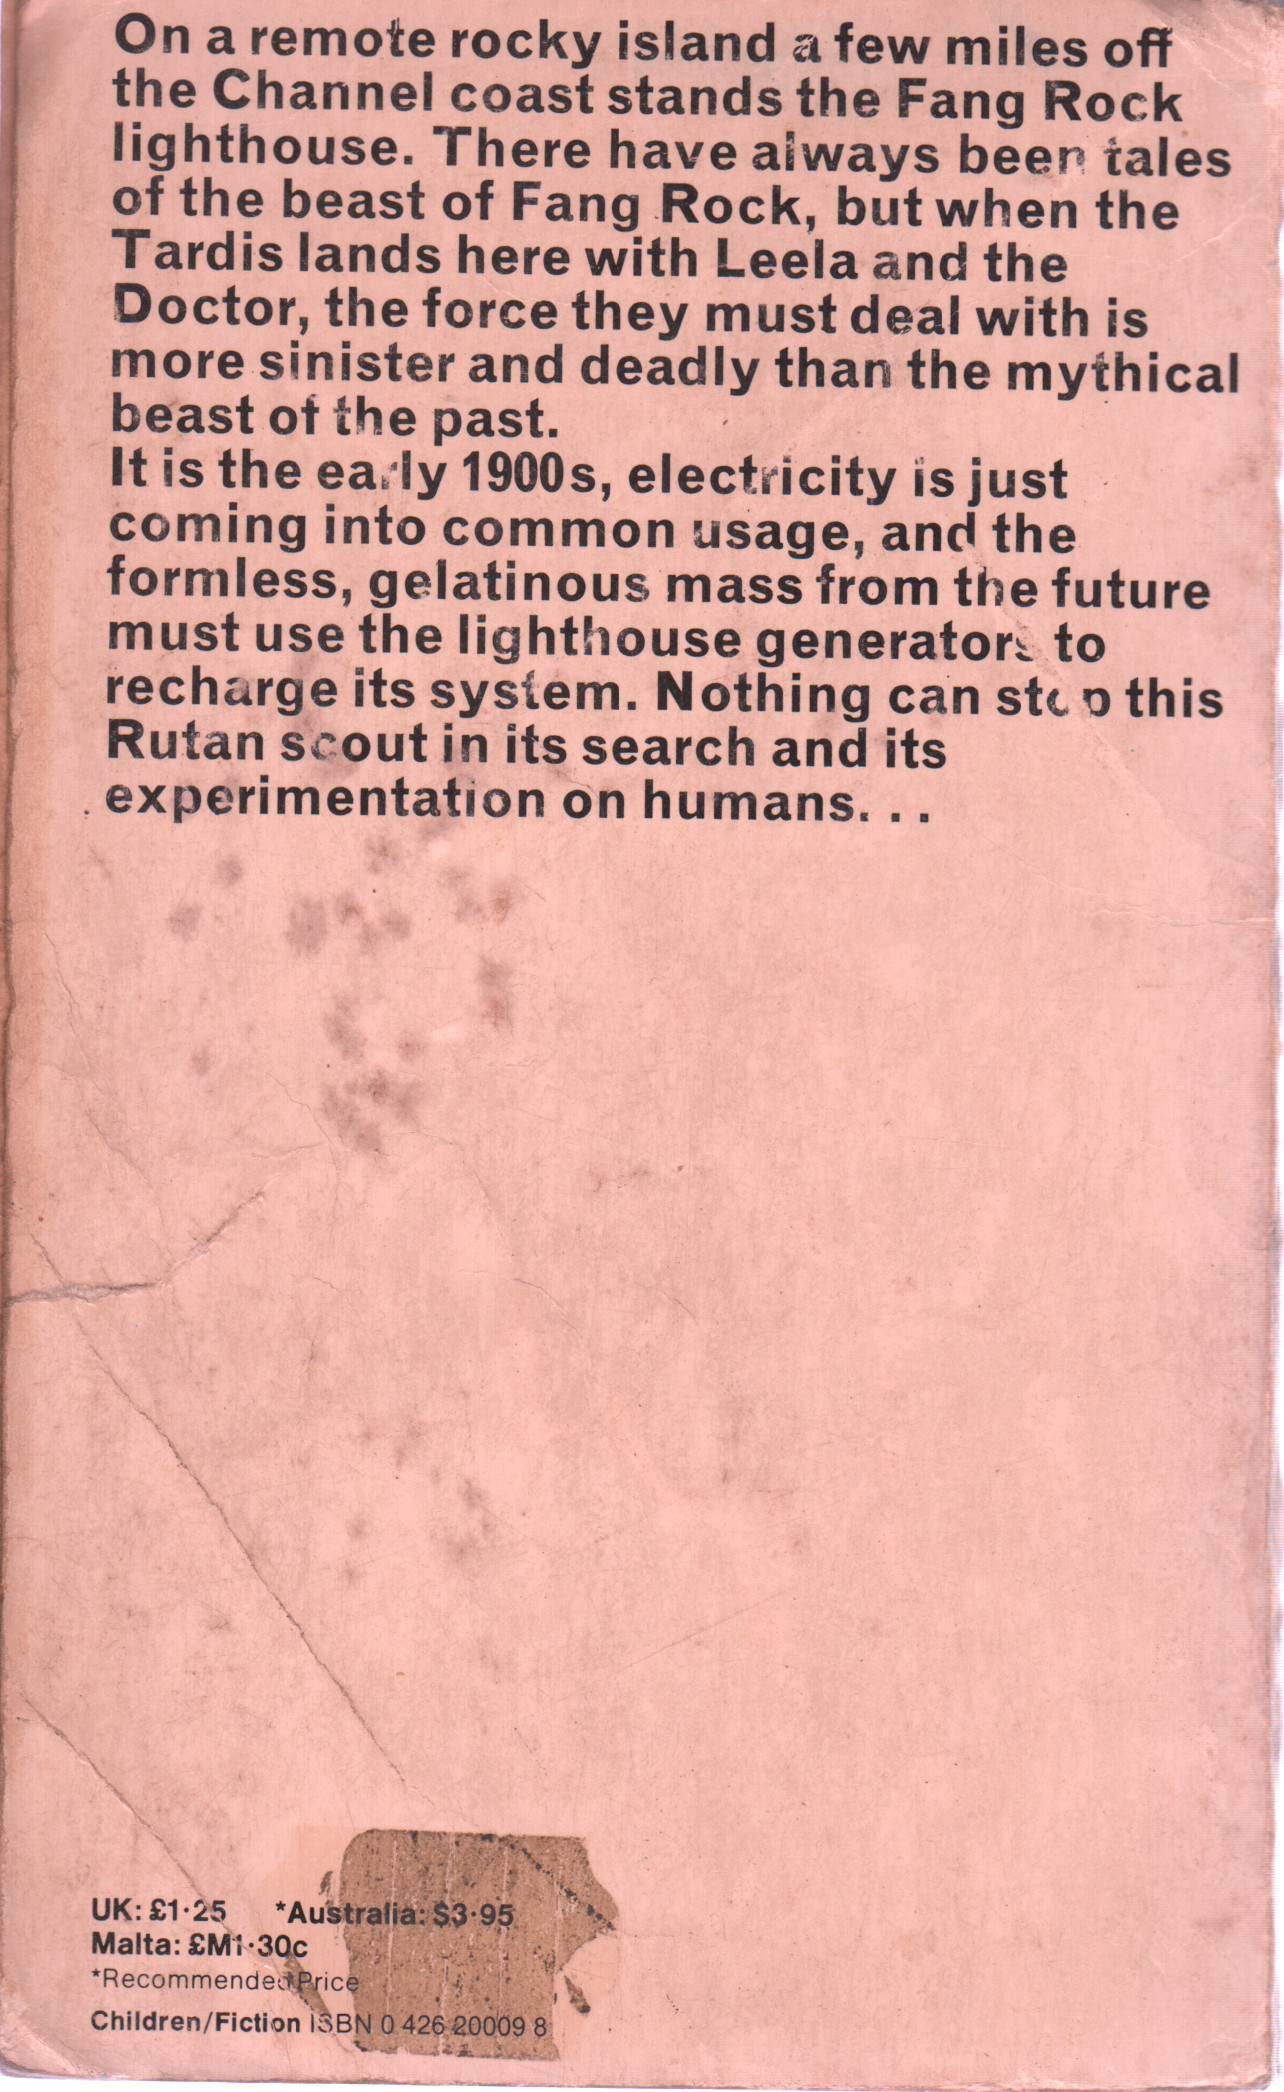 On a remote rocky island a few miles off
the Channel coast stands the Fang Rock
lighthouse. There have always been tales
of the beast of Fang Rock, but when the
Tardis lands here with Leela and the
Doctor, the force they must deal with is
more sinister and deadly than the mythical
beast of the past.
It is the early 1900s, electricity is just
coming into common usage, and the
formless, gelatinous mass from the future
must use the lighthouse generators to
recharge its system. Nothing can stop this
Rutan scout in its search and its
experimentation on humans. . .
UK: £1·25 *Australia: $3·95
Malta: £M1·30c
*Recommended Price
Children/Fiction ISBN 0 426 20009 8